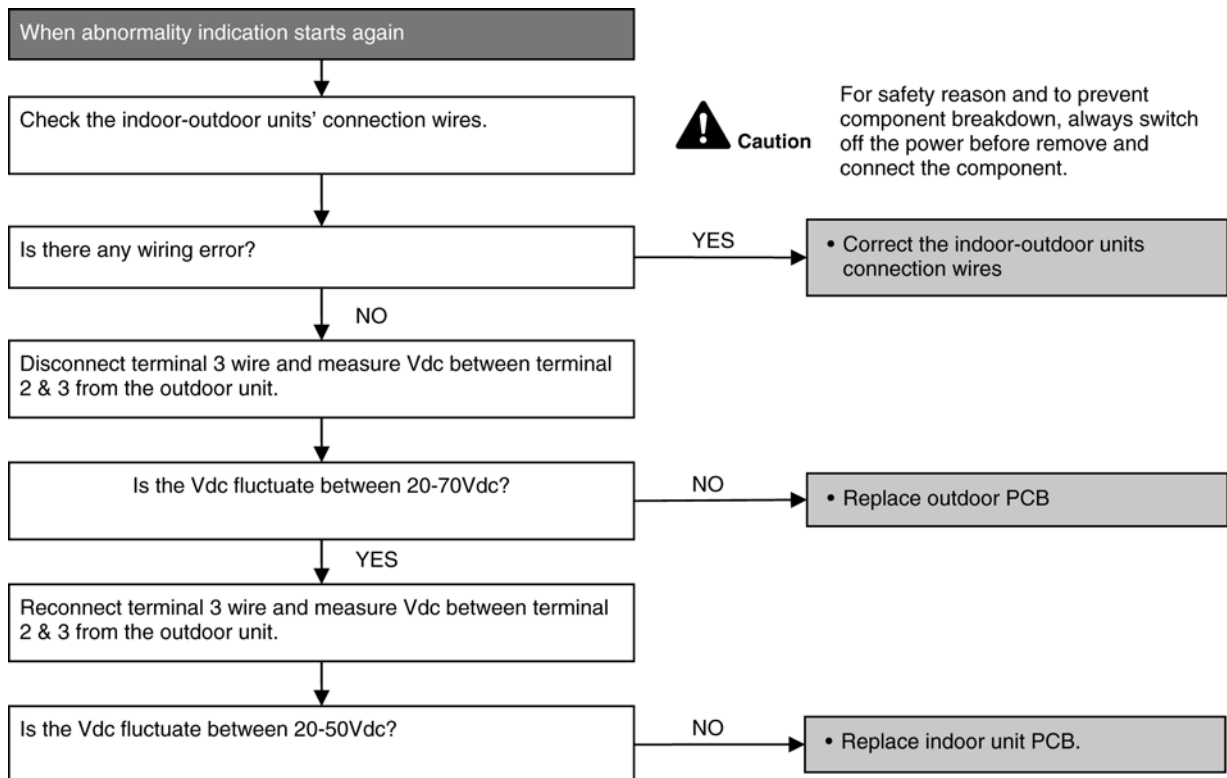 When abnormality indication starts again
Check the indoor-outdoor units' connection wires.
Caution
For safety reason and to prevent
component breakdown, always switch
off the power before remove and
connect the component.
Is there any wiring error?
YES
• Correct the indoor-outdoor units
connection wires
NO
Disconnect terminal 3 wire and measure Vdc between terminal
2 & 3 from the outdoor unit.
Is the Vdc fluctuate between 20-70Vdc?
NO
• Replace outdoor PCB
YES
Reconnect terminal 3 wire and measure Vdc between terminal
2 & 3 from the outdoor unit.
Is the Vdc fluctuate between 20-50Vdc?
NO
• Replace indoor unit PCB.